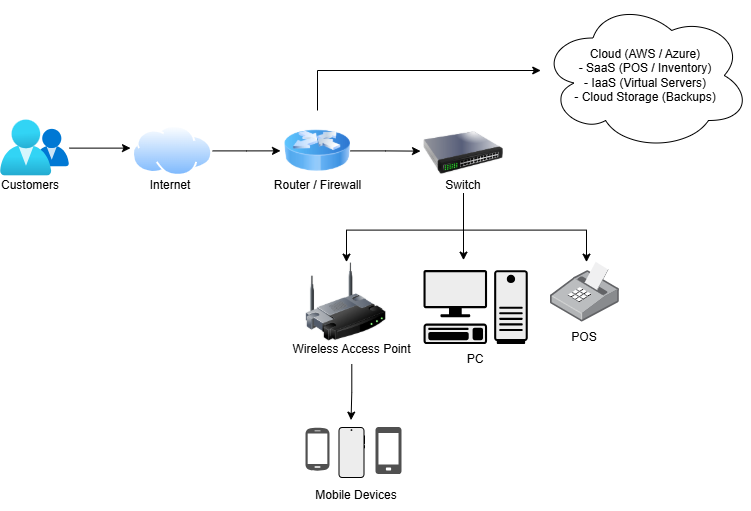 Cloud (AWS / Azure)
- SaaS (POS / Inventory)
- IaaS (Virtual Servers)
- Cloud Storage (Backups)
Customers
Internet
Router / Firewall
Switch
Wireless Access Point
PC
POS
Mobile Devices